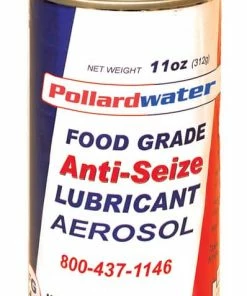 NET WEIGHT 11oz (312g)
Pollardwater
FOOD GRADE
Anti-Seize
LUBRICANT
AEROSOL
800-437-1146